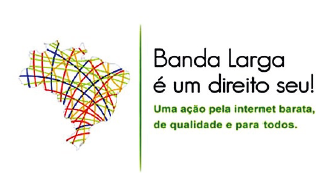 Banda Larga
é um direito seu!
Uma ação pela internet barata,
de qualidade e para todos.